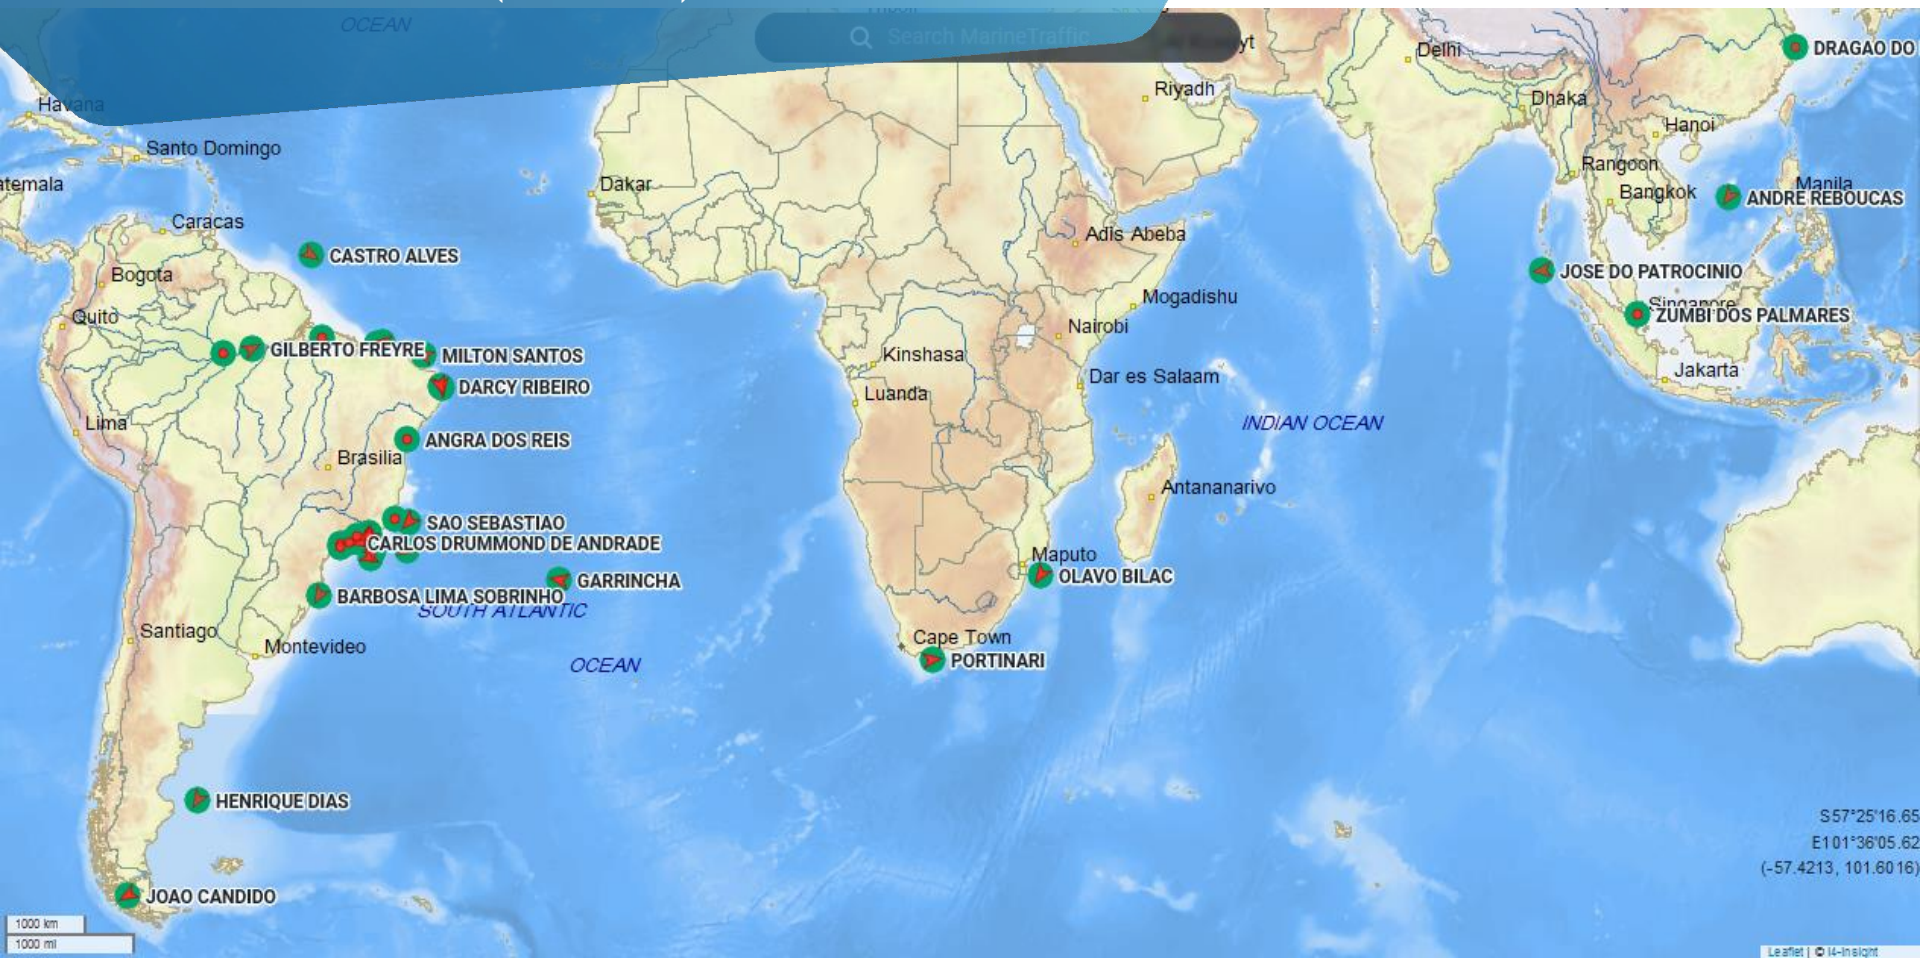 OCEAN
Search MarineTraffic
Delhi
DRAGAO DO
Riyadh
Havana
Dhaka
Hanoi
Santo Domingo
Rangoon
atemala
Dakar
Bangkok
Manila
ANDRE REBOUCAS
Caracas
Adis Abeba
CASTRO ALVES
Bogota
JOSE DO PATROCINIO
Mogadishu
Singapore
ZUMBI DOS PALMARES
Quito
Nairobi
GILBERTO FREYRE
MILTON SANTOS
Kinshasa
Jakarta
Dar es Salaam
DARCY RIBEIRO
Luanda
Lima
INDIAN OCEAN
ANGRA DOS REIS
Brasilia
Antananarivo
SAO SEBASTIAO
CARLOS DRUMMOND DE ANDRADE
Maputo
OLAVO BILAC
GARRINCHA
BARBOSA LIMA SOBRINHO
SOUTH ATLANTIC
Santiago
Cape Town
Montevideo
PORTINARI
OCEAN
HENRIQUE DIAS
S57°25'16.65
E101°36'05.62
(-57.4213, 101.6016)
JOAO CANDIDO
1000 km
1000 mi
Leaflet | © I4-Insight